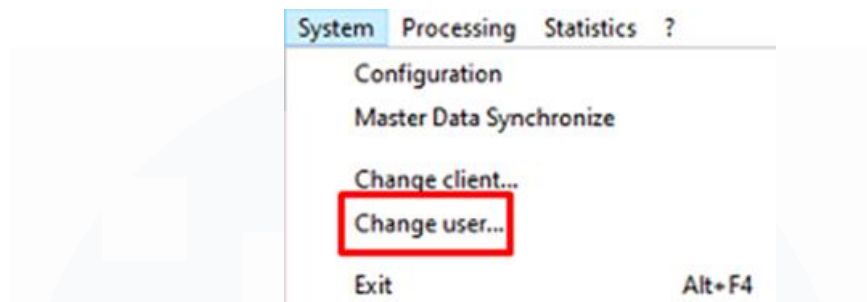 System Processing Statistics ?
Configuration
Master Data Synchronize
Change client...
Change user...
Exit Alt+F4